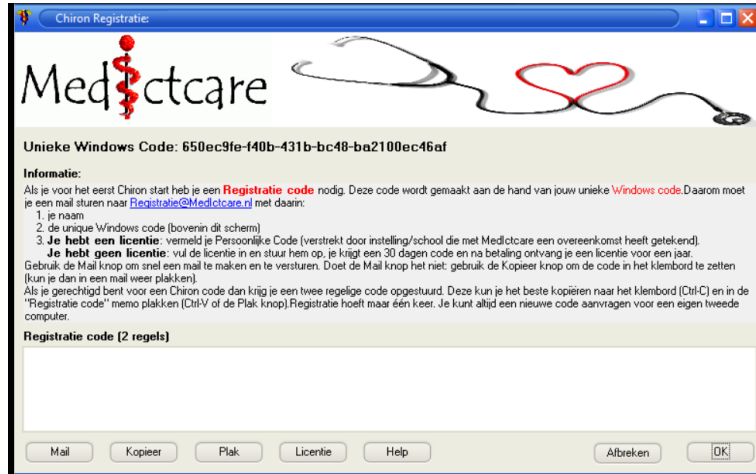 Chiron Registratie:
Medictcare
Unieke Windows Code: 650ec9fe-f40b-431b-bc48-ba2100ec46af
Informatie:
Als je voor het eerst Chiron start heb je een Registratie code nodig. Deze code wordt gemaakt aan de hand van jouw unieke Windows code.Daarom moet
je een mail sturen naar Registratie@MedIctcare.nl met daarin:
1. je naam
2. de unique Windows code (bovenin dit scherm)
3. Je hebt een licentie: vermeld je Persoonlijke Code (verstrekt door instelling/school die met MedIctcare een overeenkomst heeft getekend).
Je hebt geen licentie: vul de licentie in en stuur hem op, je krijgt een 30 dagen code en na betaling ontvang je een licentie voor een jaar.
Gebruik de Mail knop om snel een mail te maken en te versturen. Doet de Mail knop het niet: gebruik de Kopieer knop om de code in het klembord te zetten
(kun je dan in een mail weer plakken).
Als je gerechtigd bent voor een Chiron code dan krijg je een twee regelige code opgestuurd. Deze kun je het beste kopiëren naar het klembord (Ctrl-C) en in de
"Registratie code" memo plakken (Ctrl-V of de Plak knop).Registratie hoeft maar één keer. Je kunt altijd een nieuwe code aanvragen voor een eigen tweede
computer.
Registratie code (2 regels)
Mail Kopieer Plak Licentie Help Afbreken OK